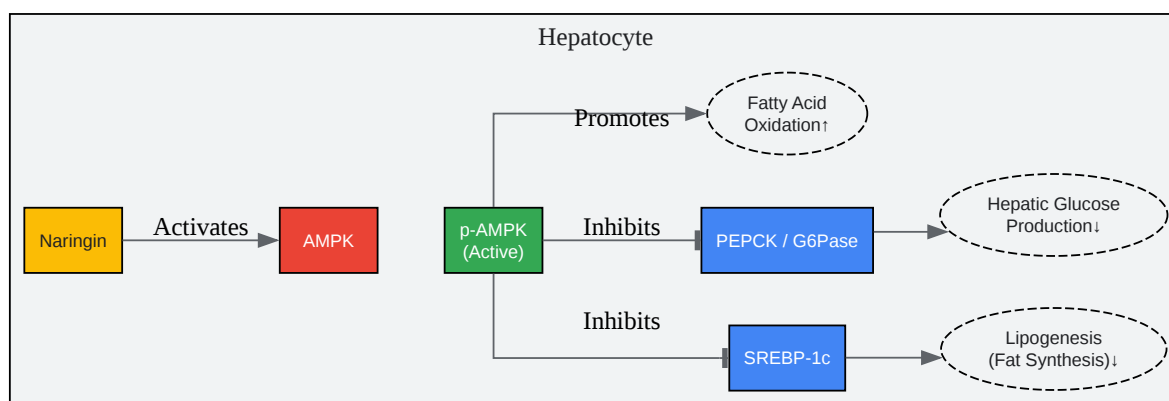 Hepatocyte
Promotes
Fatty Acid
Oxidation↑
Naringin
Activates
AMPK
p-AMPK
(Active)
Inhibits
PEPCK / G6Pase
Hepatic Glucose
Production↓
Inhibits
SREBP-1c
Lipogenesis
(Fat Synthesis)↓